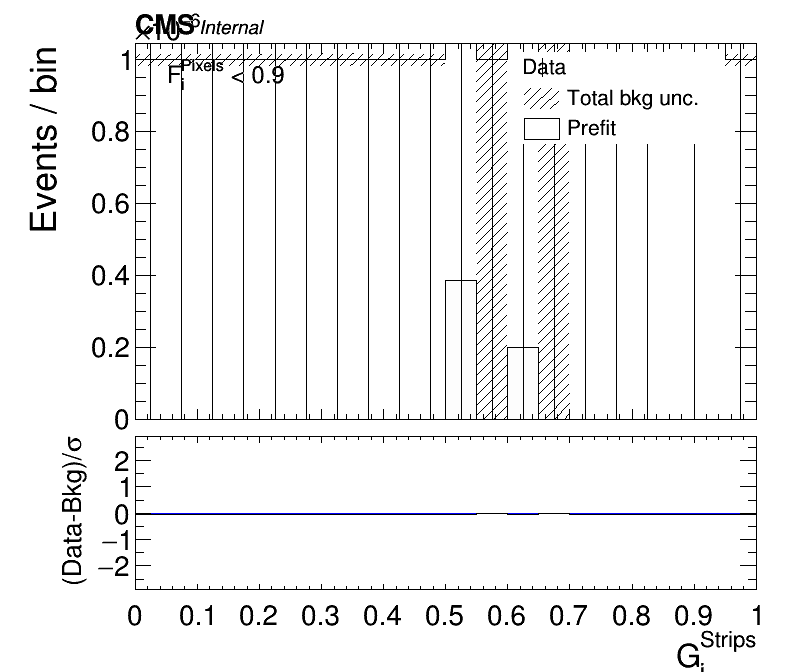 CMS Internal
×10⁻⁶
F_i^Pixels < 0.9
Data
Total bkg unc.
Prefit
Events / bin
1
0.8
0.6
0.4
0.2
0
(Data-Bkg)/σ
2
1
0
−1
−2
0 0.1 0.2 0.3 0.4 0.5 0.6 0.7 0.8 0.9 1
G_i^Strips